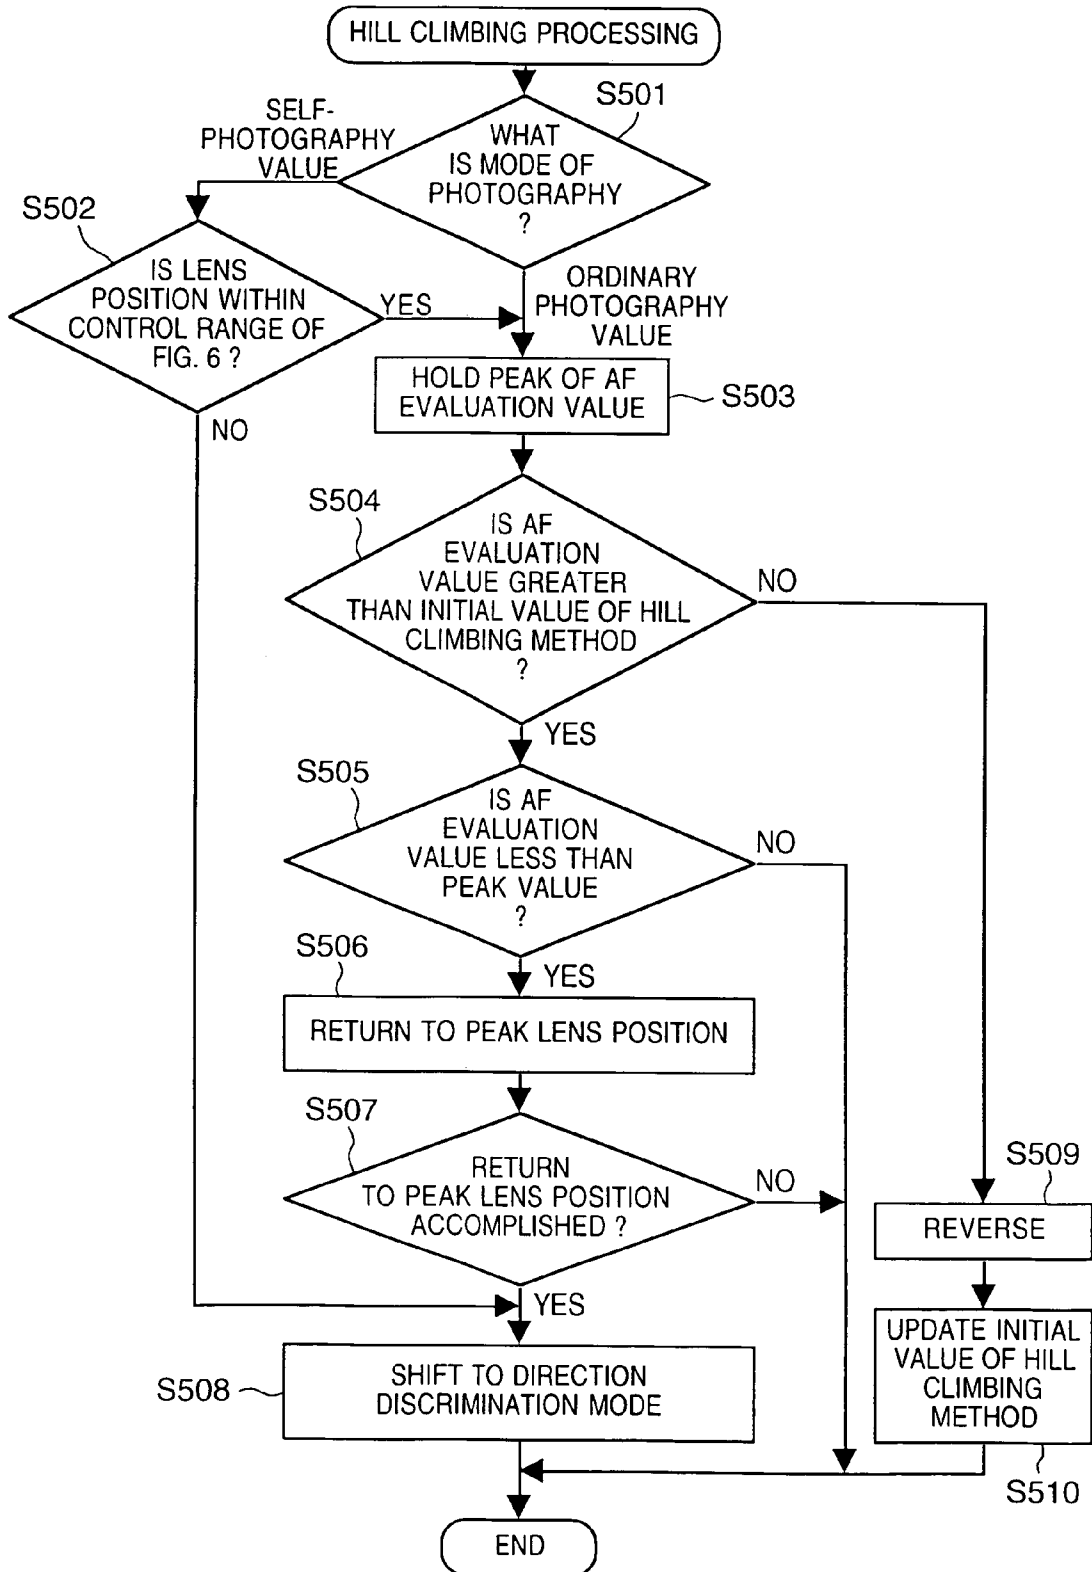 HILL CLIMBING PROCESSING
S501
SELF-
PHOTOGRAPHY
VALUE
WHAT
IS MODE OF
PHOTOGRAPHY
?
S502
IS LENS
POSITION WITHIN
CONTROL RANGE OF
FIG. 6 ?
YES
ORDINARY
PHOTOGRAPHY
VALUE
NO
HOLD PEAK OF AF
EVALUATION VALUE
S503
S504
IS AF
EVALUATION
VALUE GREATER
THAN INITIAL VALUE OF HILL
CLIMBING METHOD
?
NO
YES
S505
IS AF
EVALUATION
VALUE LESS THAN
PEAK VALUE
?
NO
YES
S506
RETURN TO PEAK LENS POSITION
S507
RETURN
TO PEAK LENS POSITION
ACCOMPLISHED ?
NO
YES
S509
REVERSE
UPDATE INITIAL
VALUE OF HILL
CLIMBING
METHOD
S510
S508
SHIFT TO DIRECTION
DISCRIMINATION MODE
END